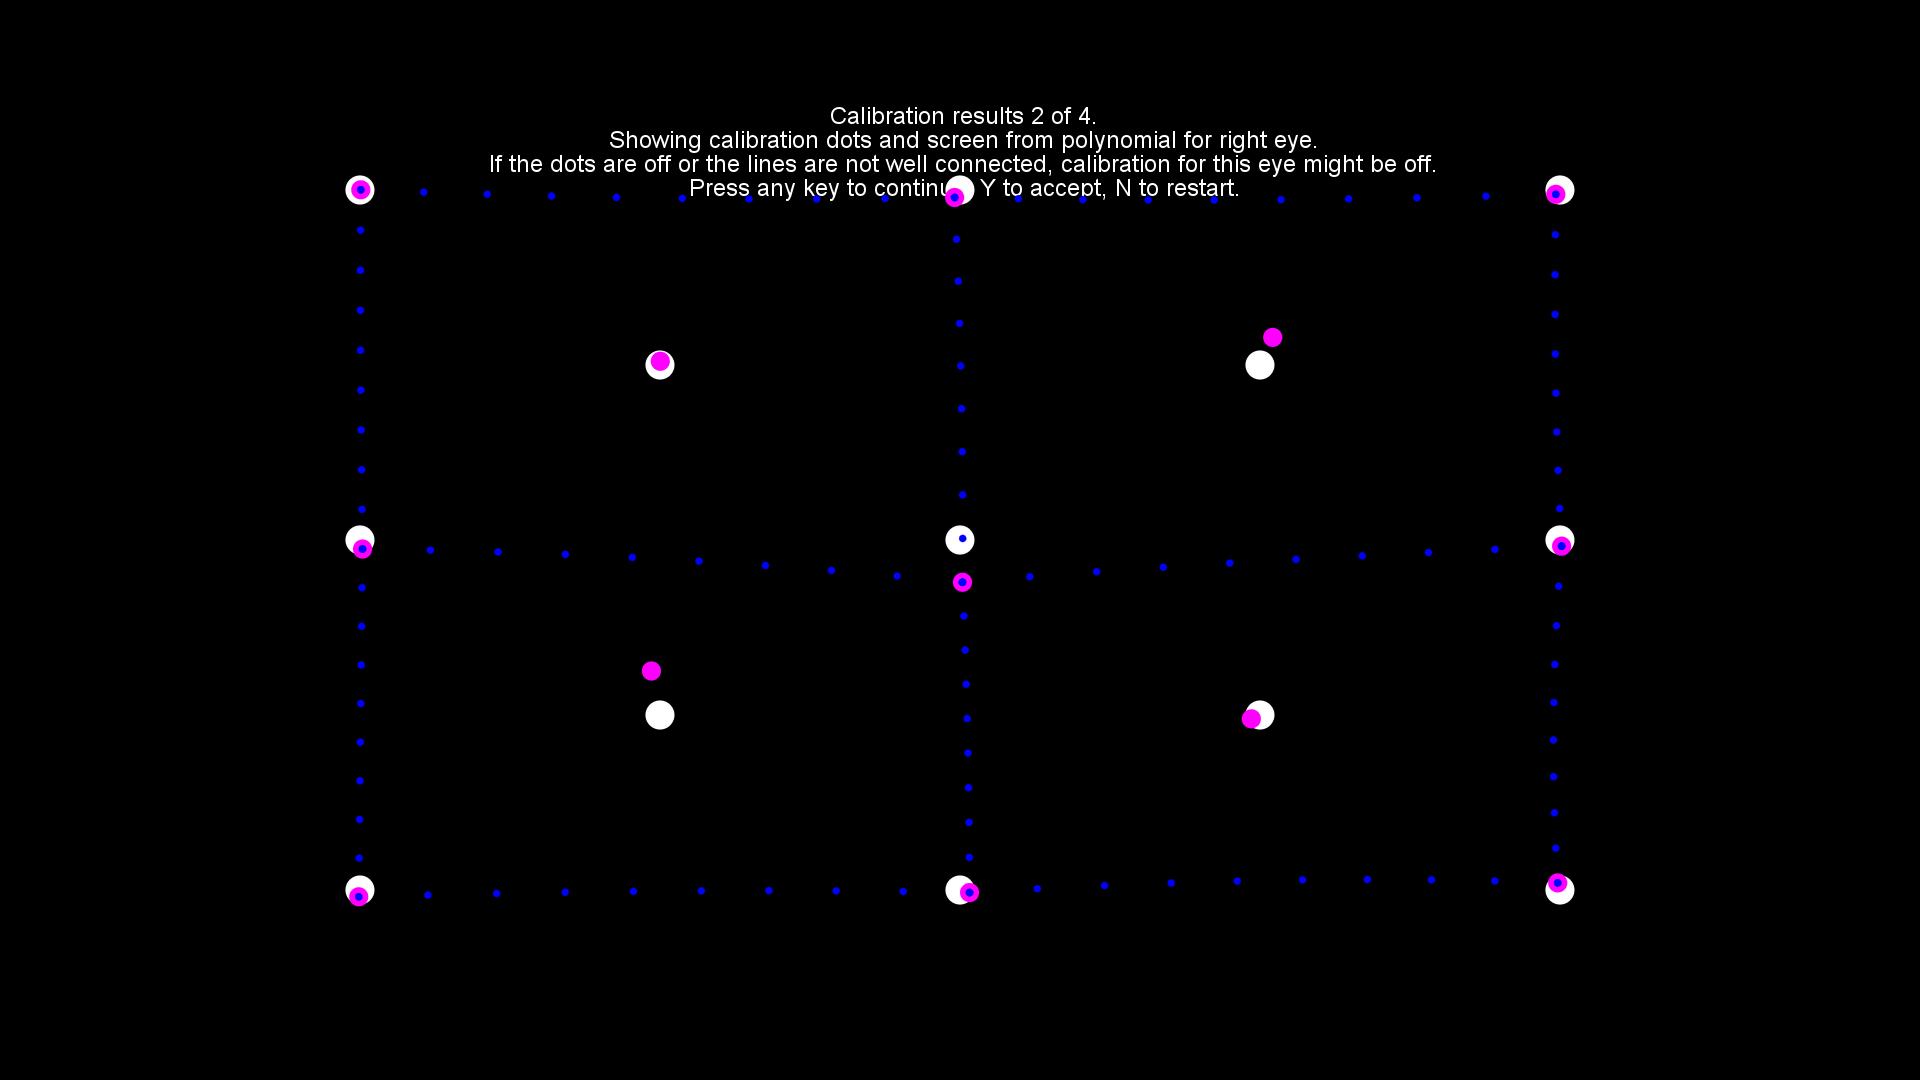 Calibration results 2 of 4.
Showing calibration dots and screen from polynomial for right eye.
If the dots are off or the lines are not well connected, calibration for this eye might be off.
Press any key to continu Y to accept, N to restart.